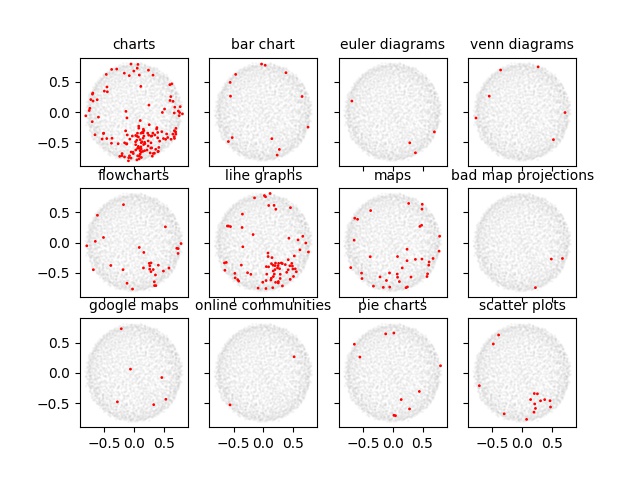 charts bar chart euler diagrams venn diagrams
0.5
0.0
−0.5
flowcharts line graphs maps bad map projections
0.5
0.0
−0.5
google maps online communities pie charts scatter plots
0.5
0.0
−0.5
−0.5 0.0 0.5 −0.5 0.0 0.5 −0.5 0.0 0.5 −0.5 0.0 0.5